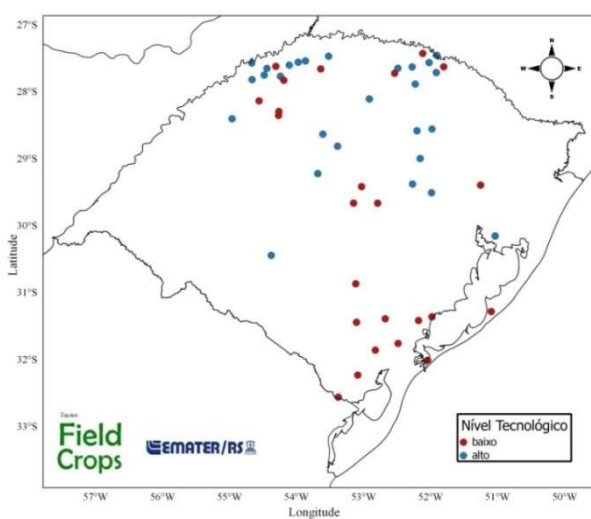 27°S
28°S
29°S
30°S
31°S
32°S
33°S
Latitude
N
W E
S
Field
Crops
EMATER/RS
Nível Tecnológico
baixo
alto
57°W 56°W 55°W 54°W 53°W 52°W 51°W 50°W
Longitude